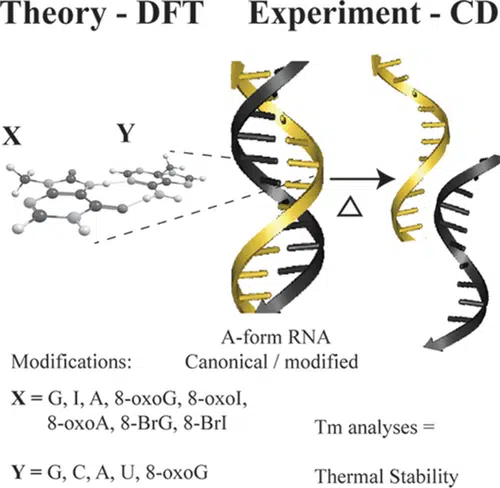 Theory - DFT Experiment - CD
X Y
△
A-form RNA
Modifications: Canonical / modified
X = G, I, A, 8-oxoG, 8-oxoI,
8-oxoA, 8-BrG, 8-BrI
Tm analyses =
Y = G, C, A, U, 8-oxoG
Thermal Stability